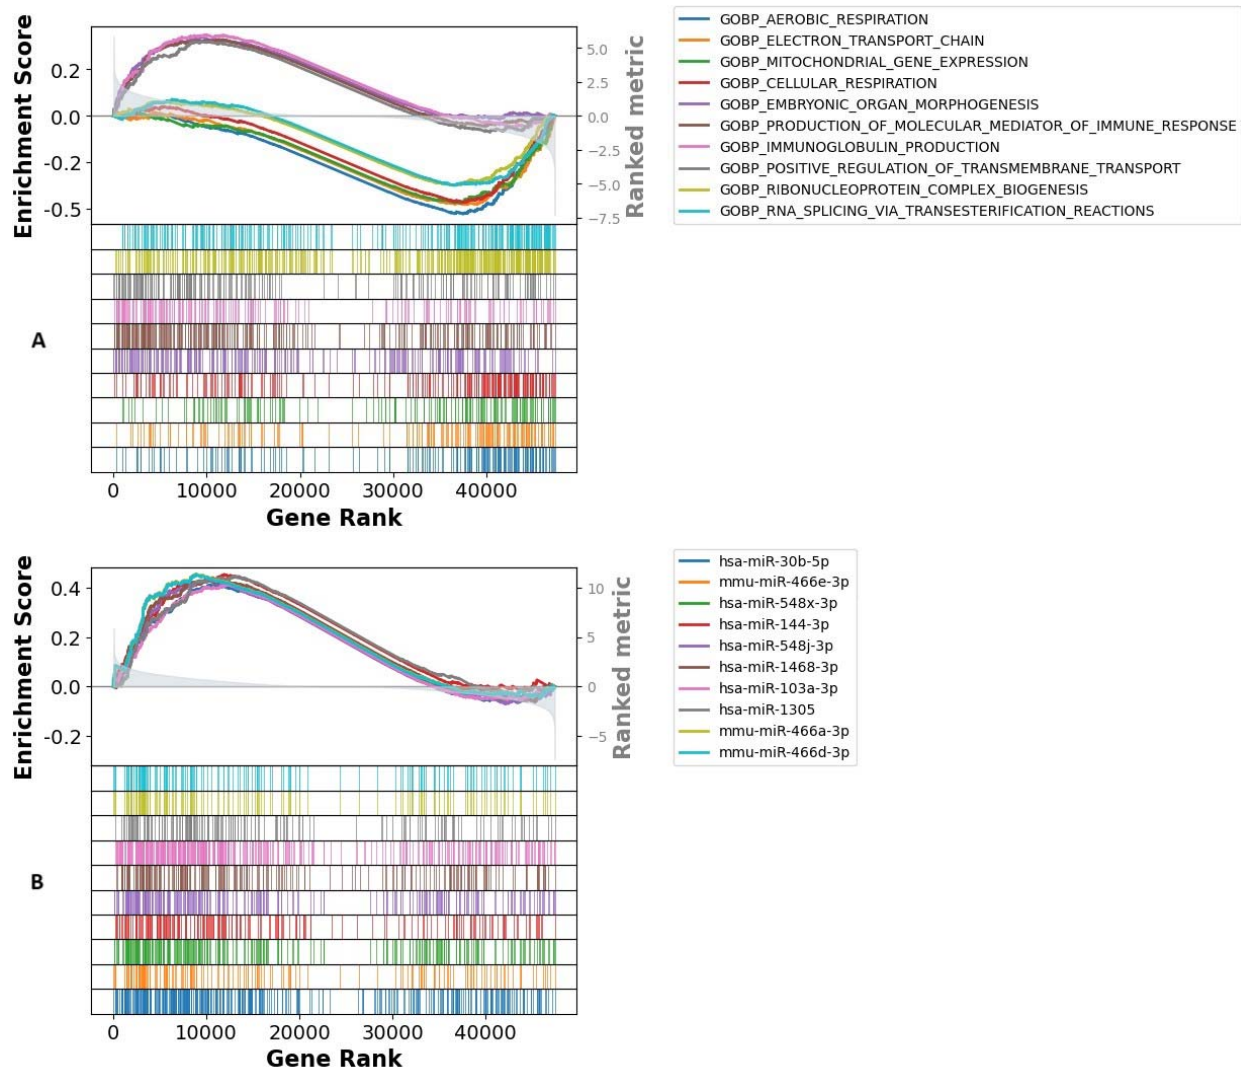 GOBP_AEROBIC_RESPIRATION
GOBP_ELECTRON_TRANSPORT_CHAIN
GOBP_MITOCHONDRIAL_GENE_EXPRESSION
GOBP_CELLULAR_RESPIRATION
GOBP_EMBRYONIC_ORGAN_MORPHOGENESIS
GOBP_PRODUCTION_OF_MOLECULAR_MEDIATOR_OF_IMMUNE_RESPONSE
GOBP_IMMUNOGLOBULIN_PRODUCTION
GOBP_POSITIVE_REGULATION_OF_TRANSMEMBRANE_TRANSPORT
GOBP_RIBONUCLEOPROTEIN_COMPLEX_BIOGENESIS
GOBP_RNA_SPLICING_VIA_TRANSESTERIFICATION_REACTIONS
Enrichment Score
0.2
0.0
-0.2
-0.5
5.0
2.5
0.0
−2.5
−5.0
−7.5
Ranked metric
A
0 10000 20000 30000 40000
Gene Rank
Enrichment Score
0.4
0.2
0.0
-0.2
10
5
0
−5
Ranked metric
hsa-miR-30b-5p
mmu-miR-466e-3p
hsa-miR-548x-3p
hsa-miR-144-3p
hsa-miR-548j-3p
hsa-miR-1468-3p
hsa-miR-103a-3p
hsa-miR-1305
mmu-miR-466a-3p
mmu-miR-466d-3p
B
0 10000 20000 30000 40000
Gene Rank